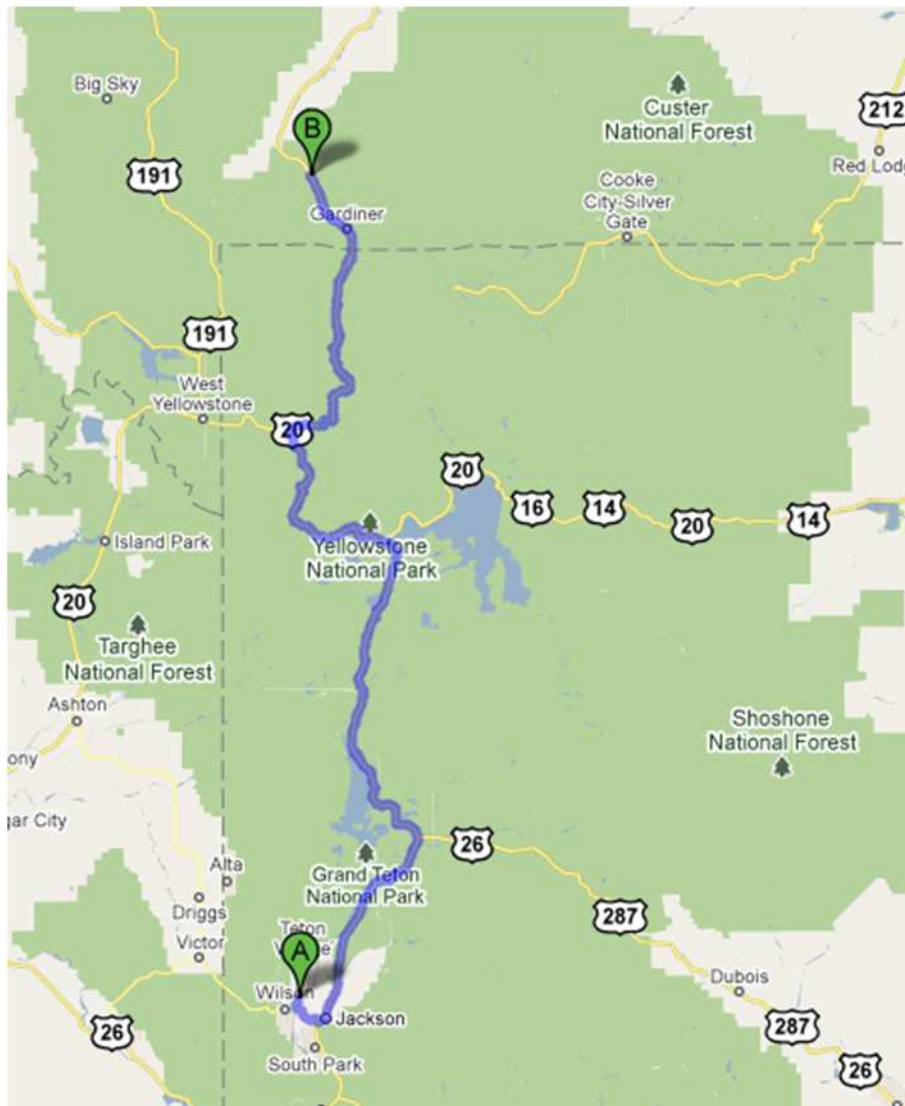 Big Sky
B
Custer
National Forest
212
191
Red Lodg
Cooke
City-Silver
Gate
Gardiner
191
West
Yellowstone
20
20
16
14
20
14
Island Park
Yellowstone
National Park
20
Targhee
National Forest
Ashton
Shoshone
National Forest
ony
gar City
26
Alta
Grand Teton
National Park
Driggs
287
Teton
Victor
A
Dubois
Wilson
Jackson
26
287
South Park
26